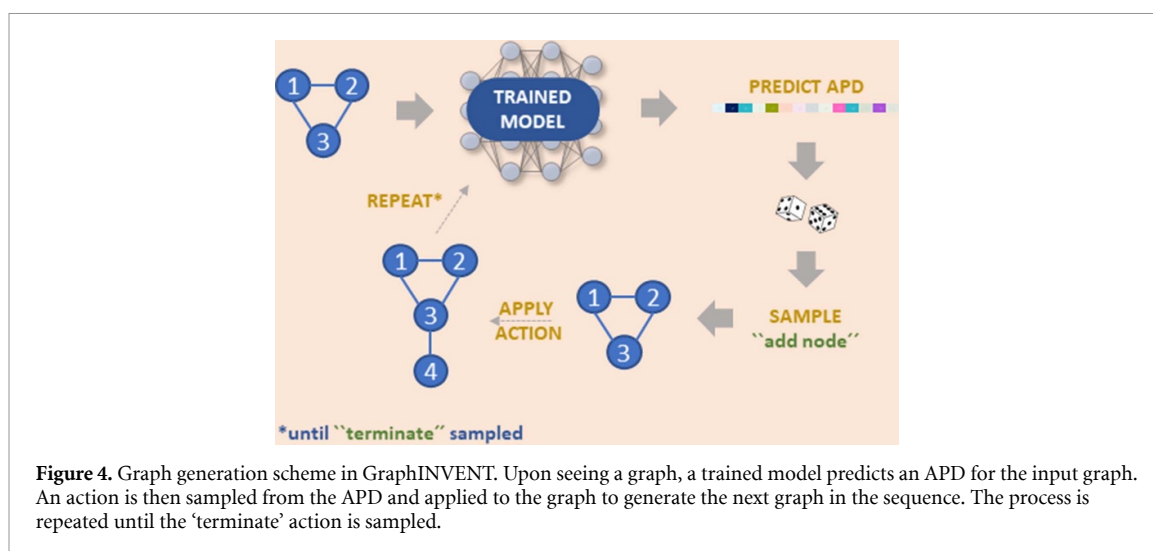 1 2
3
TRAINED
MODEL
PREDICT APD
REPEAT*
1 2
3
4
APPLY
ACTION
1 2
3
SAMPLE
``add node´´
*until ``terminate´´ sampled
Figure 4. Graph generation scheme in GraphINVENT. Upon seeing a graph, a trained model predicts an APD for the input graph.
An action is then sampled from the APD and applied to the graph to generate the next graph in the sequence. The process is
repeated until the ‘terminate’ action is sampled.